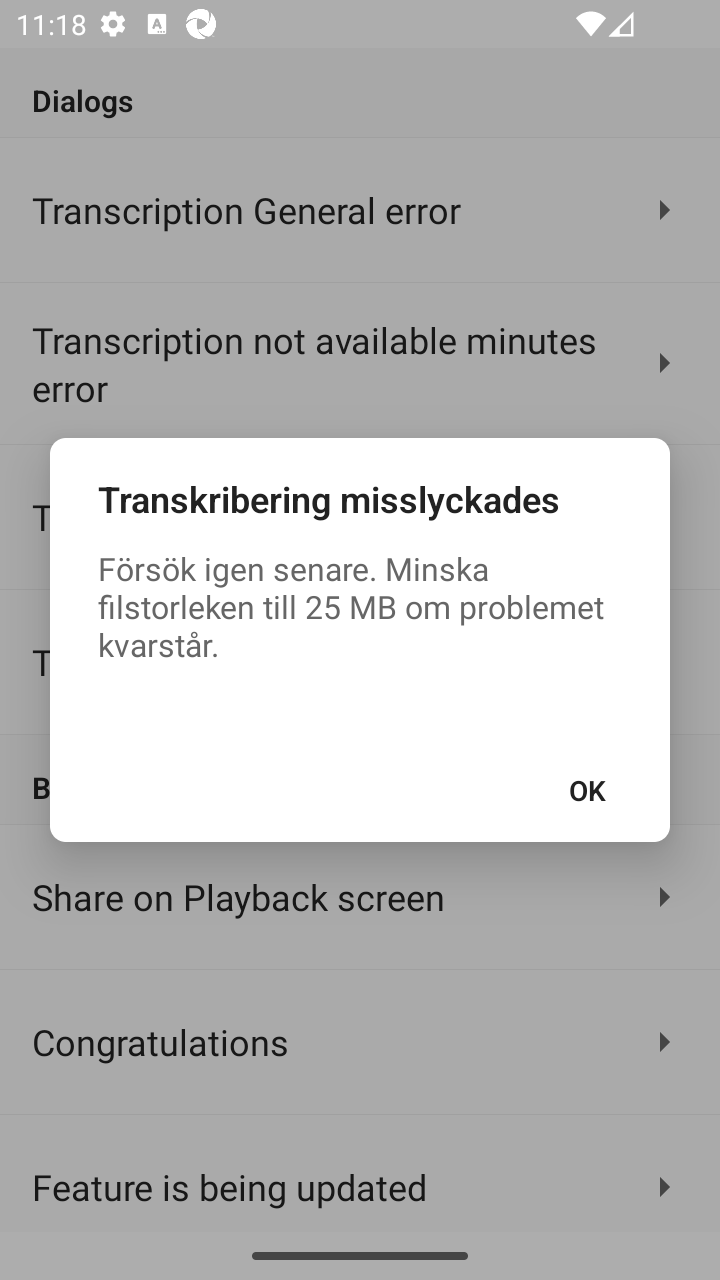 11:18
Dialogs
Transcription General error
Transcription not available minutes
error
T
Transkribering misslyckades
Försök igen senare. Minska
filstorleken till 25 MB om problemet
kvarstår.
T
OK
B
Share on Playback screen
Congratulations
Feature is being updated